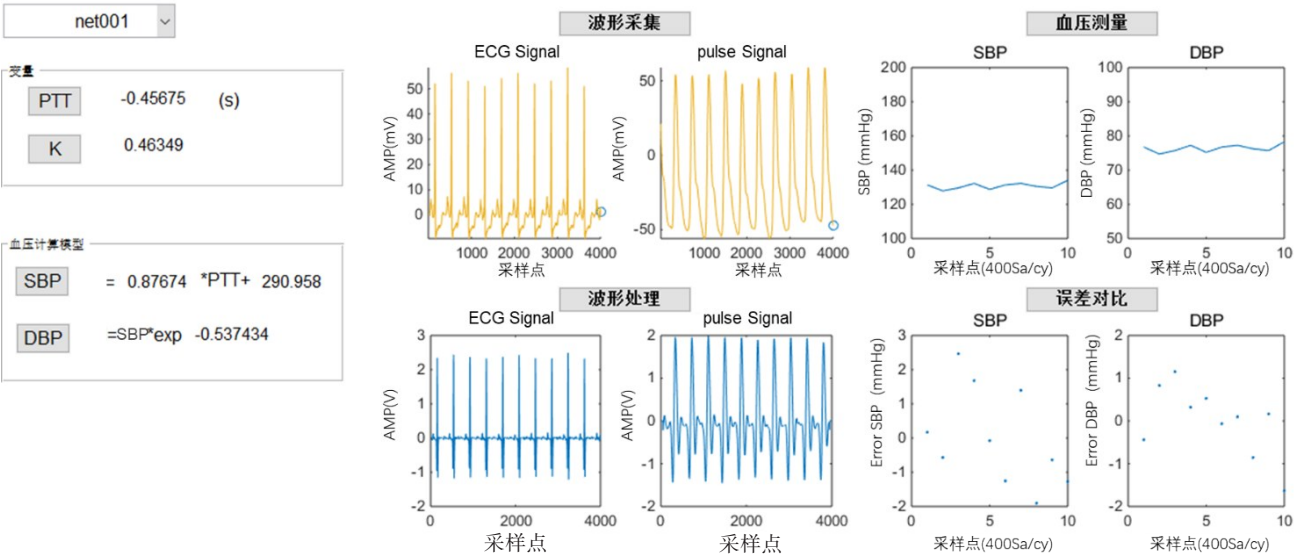 net001
变量
PTT -0.45675 (s)
K 0.46349
血压计算模型
SBP = 0.87674 *PTT+ 290.958
DBP =SBP*exp -0.537434
波形采集
ECG Signal
AMP(mV)
50
40
30
20
10
0
1000 2000 3000 4000
采样点
pulse Signal
AMP(mV)
50
0
-50
1000 2000 3000 4000
采样点
血压测量
SBP
SBP (mmHg)
200
180
160
140
120
100
0 5 10
采样点(400Sa/cy)
DBP
DBP (mmHg)
100
90
80
70
60
50
0 5 10
采样点(400Sa/cy)
波形处理
ECG Signal
AMP(V)
3
2
1
0
-1
-2
0 2000 4000
采样点
pulse Signal
AMP(V)
2
1
0
-1
-2
0 2000 4000
采样点
误差对比
SBP
Error SBP (mmHg)
3
2
1
0
-1
-2
0 5 10
采样点(400Sa/cy)
DBP
Error DBP (mmHg)
2
1
0
-1
-2
0 5 10
采样点(400Sa/cy)